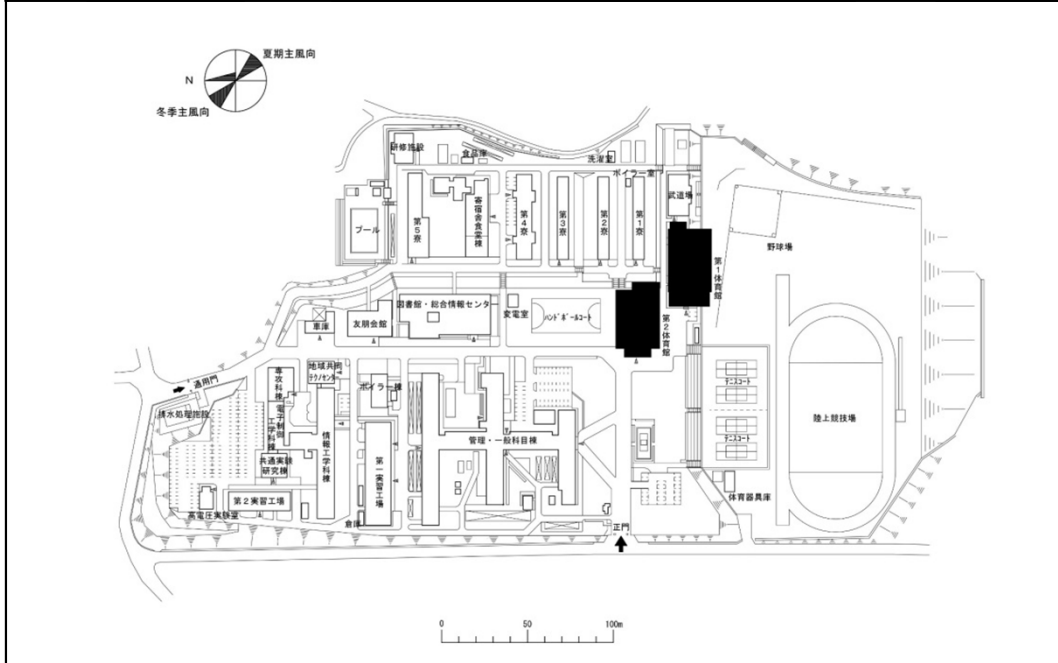 夏期主風向
N
冬季主風向
研修施設
食品庫
洗濯室
ボイラー室
武道場
プール
第5寮
寄宿舎食堂棟
第4寮
第3寮
第2寮
第1寮
野球場
第1体育館
図書館・総合情報センター
変電室
ハンドボールコート
車庫
友朋会館
第2体育館
通用門
地域共同
テクノセンター
専攻科棟
ボイラー棟
テニスコート
排水処理施設
電子制御
工学科棟
情報工学科棟
第一実習工場
管理・一般科目棟
テニスコート
陸上競技場
共通実験
研究棟
第2実習工場
高電圧実験室
倉庫
体育器具庫
正門
0
50
100m